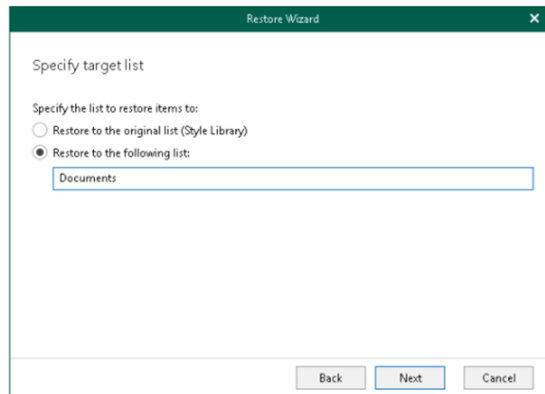 Restore Wizard
Specify target list
Specify the list to restore items to:
Restore to the original list (Style Library)
Restore to the following list:
Documents
Back
Next
Cancel